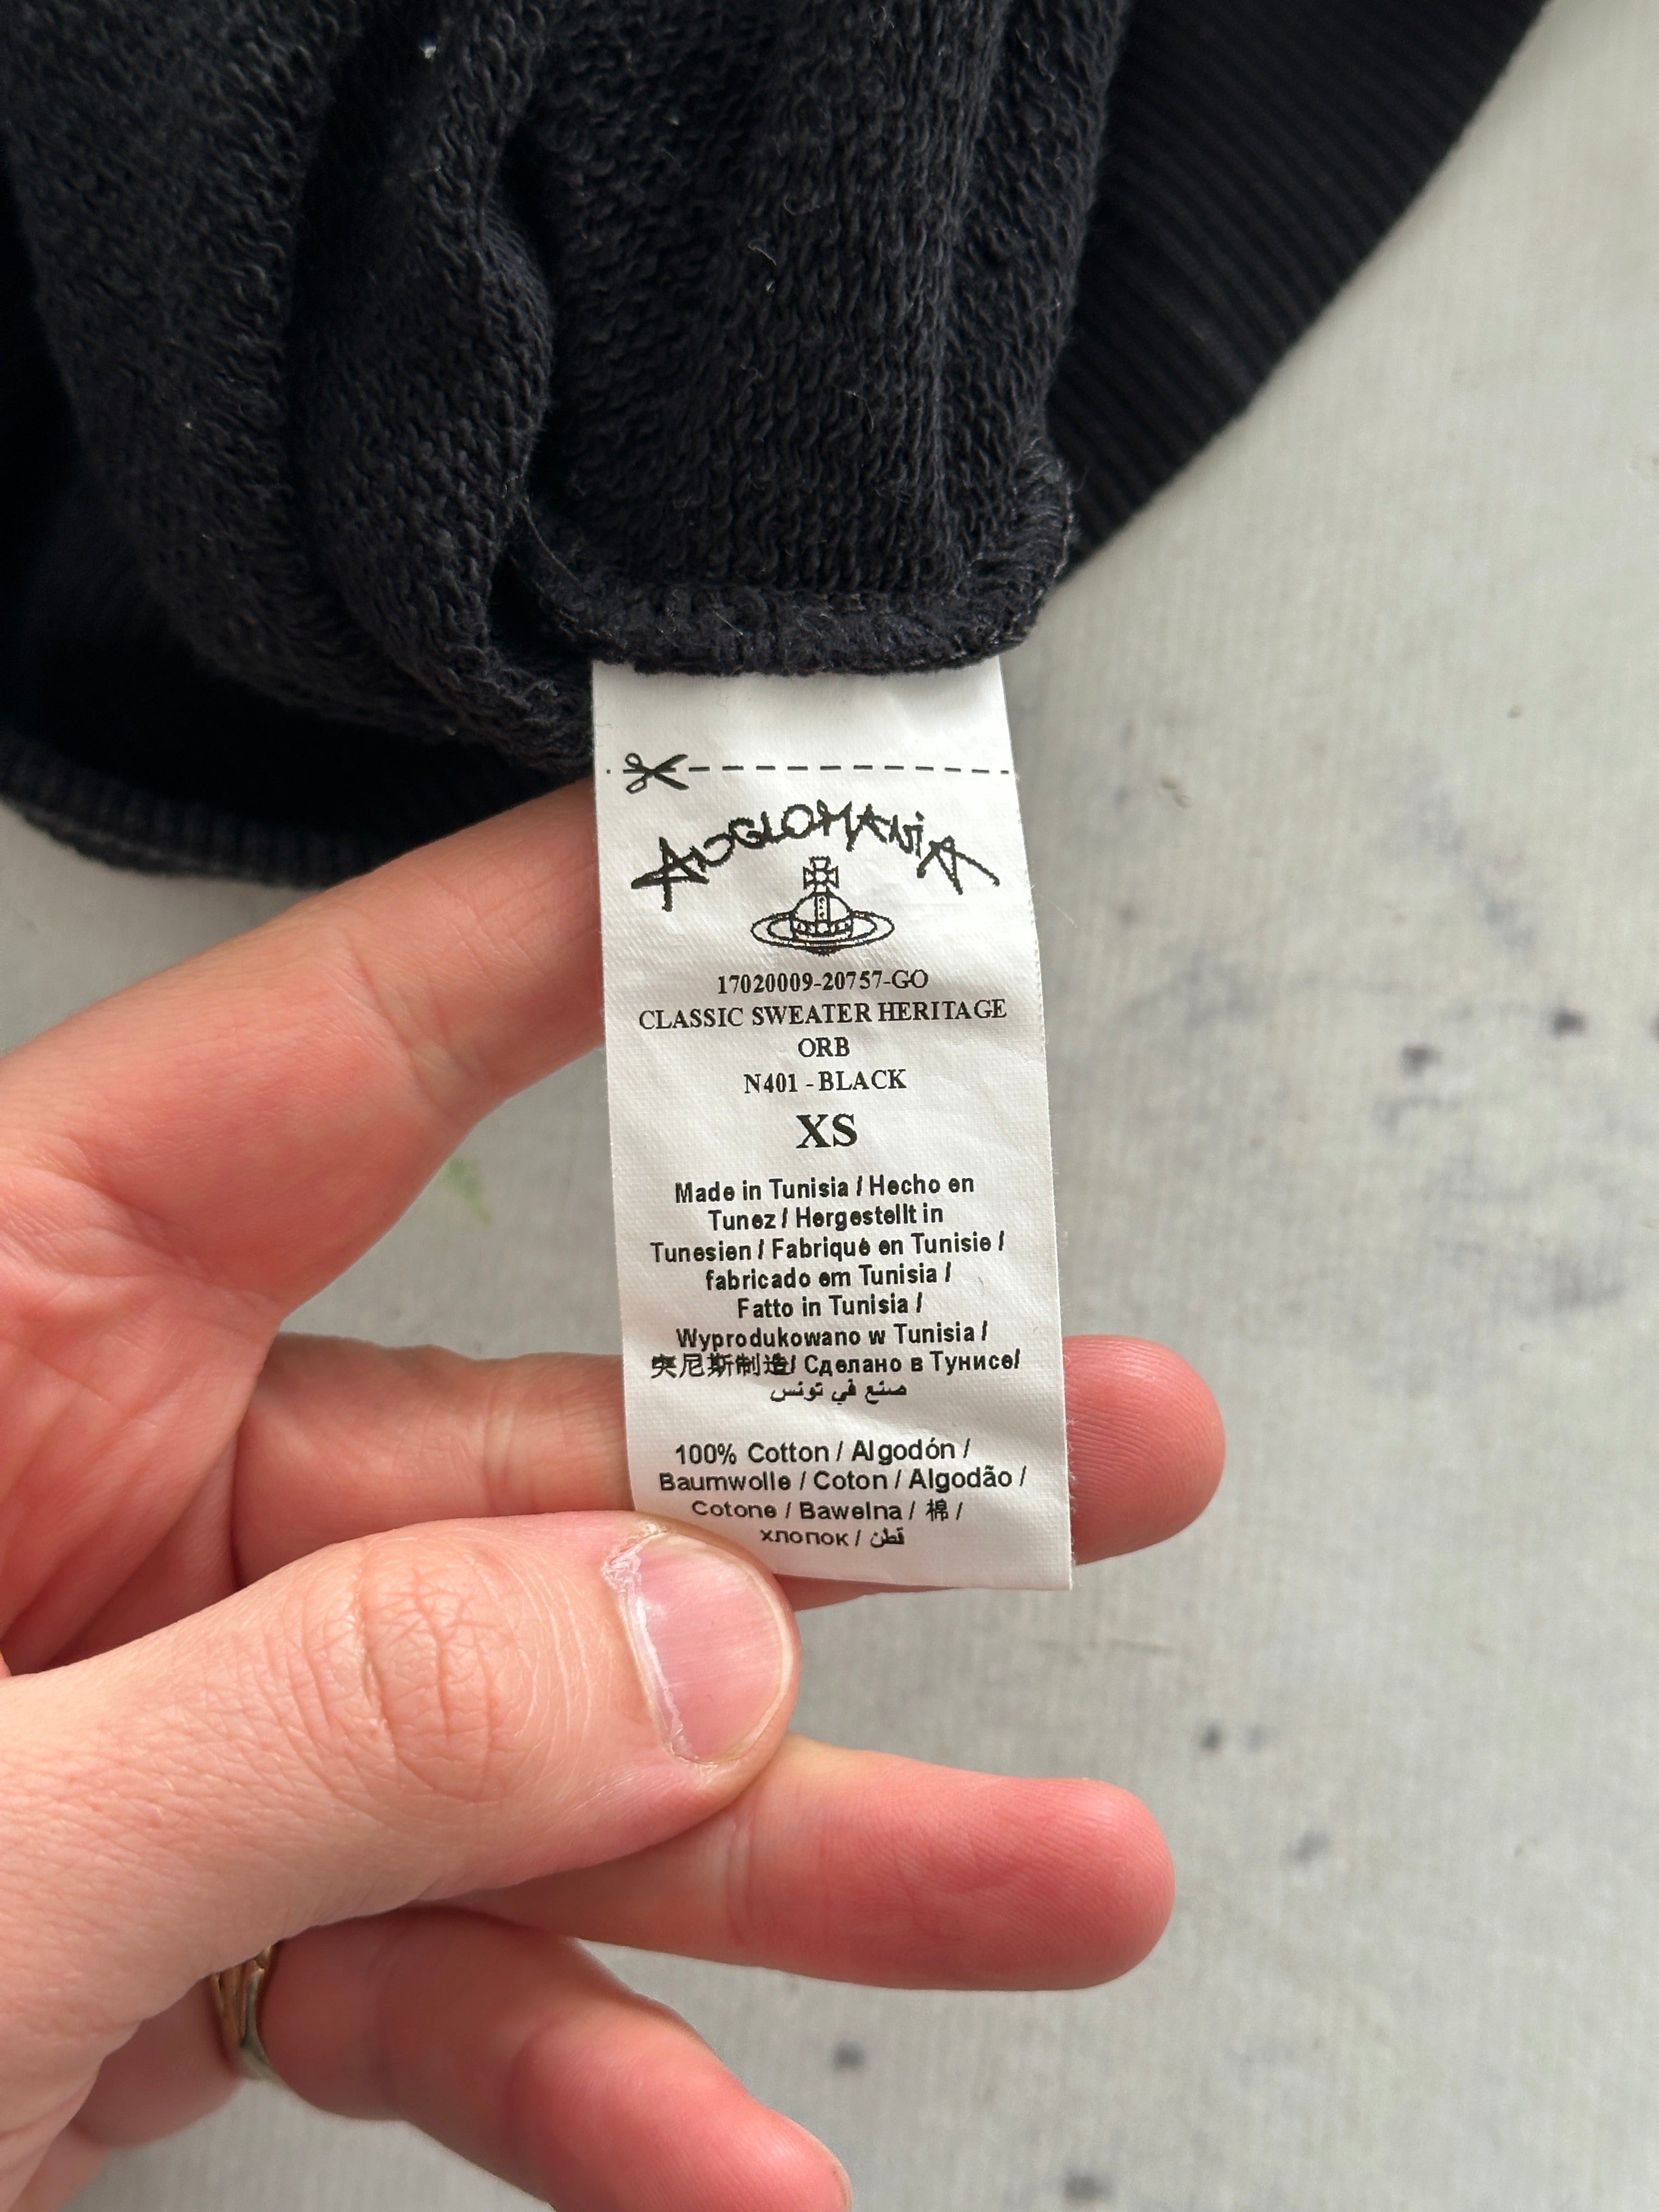 ANGLOMANIA
17020009-20757-GO
CLASSIC SWEATER HERITAGE
ORB
N401 - BLACK
XS
Made in Tunisia / Hecho en
Tunez / Hergestellt in
Tunesien / Fabriqué en Tunisie /
fabricado em Tunisia /
Fatto in Tunisia /
Wyprodukowano w Tunisia /
突尼斯制造/ Сделано в Тунисе/
صنع في تونس
100% Cotton / Algodón /
Baumwolle / Coton / Algodão /
Cotone / Bawełna / 棉 /
хлопок / قطن